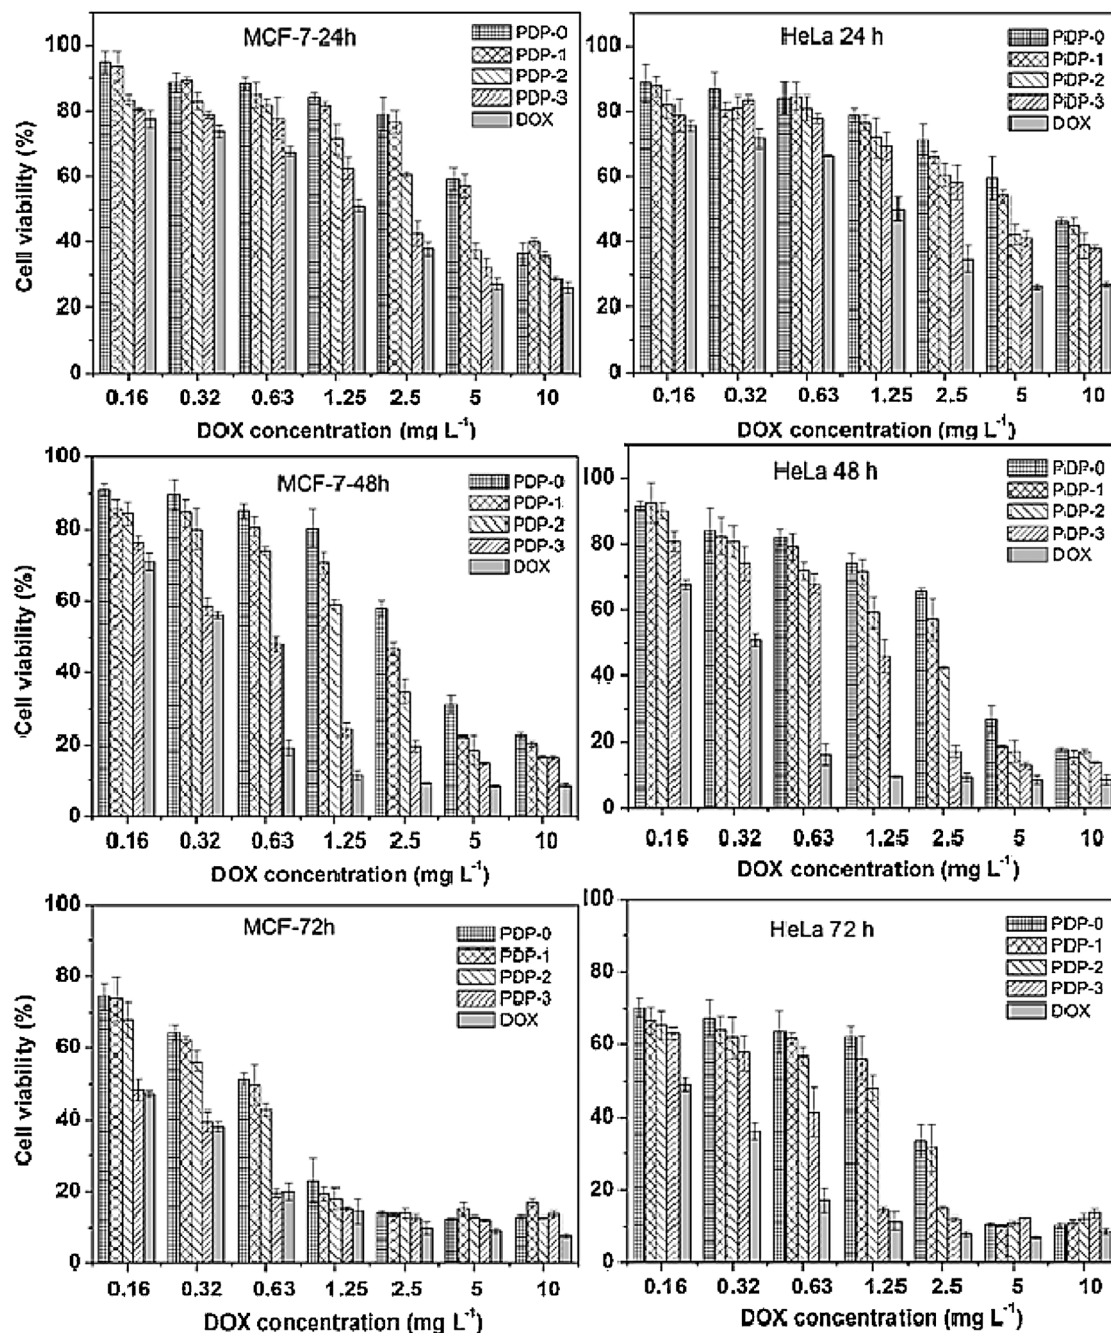 MCF-7-24h
PDP-0
PDP-1
PDP-2
PDP-3
DOX
100
80
60
40
20
0
Cell viability (%)
0.16 0.32 0.63 1.25 2.5 5 10
DOX concentration (mg L⁻¹)
HeLa 24 h
PiDP-0
PiDP-1
PiDP-2
PiDP-3
DOX
100
80
60
40
20
0
0.16 0.32 0.63 1.25 2.5 5 10
DOX concentration (mg L⁻¹)
MCF-7-48h
PDP-0
PDP-1
PDP-2
PDP-3
DOX
100
80
60
40
20
0
Cell viability (%)
0.16 0.32 0.63 1.25 2.5 5 10
DOX concentration (mg L⁻¹)
HeLa 48 h
PiDP-0
PiDP-1
PiDP-2
PiDP-3
DOX
100
80
60
40
20
0
0.16 0.32 0.63 1.25 2.5 5 10
DOX concentration (mg L⁻¹)
MCF-72h
PDP-0
PDP-1
PDP-2
PDP-3
DOX
100
80
60
40
20
0
Cell viability (%)
0.16 0.32 0.63 1.25 2.5 5 10
DOX concentration (mg L⁻¹)
HeLa 72 h
PDP-0
PDP-1
PDP-2
PDP-3
DOX
100
80
60
40
20
0
0.16 0.32 0.63 1.25 2.5 5 10
DOX concentration (mg L⁻¹)